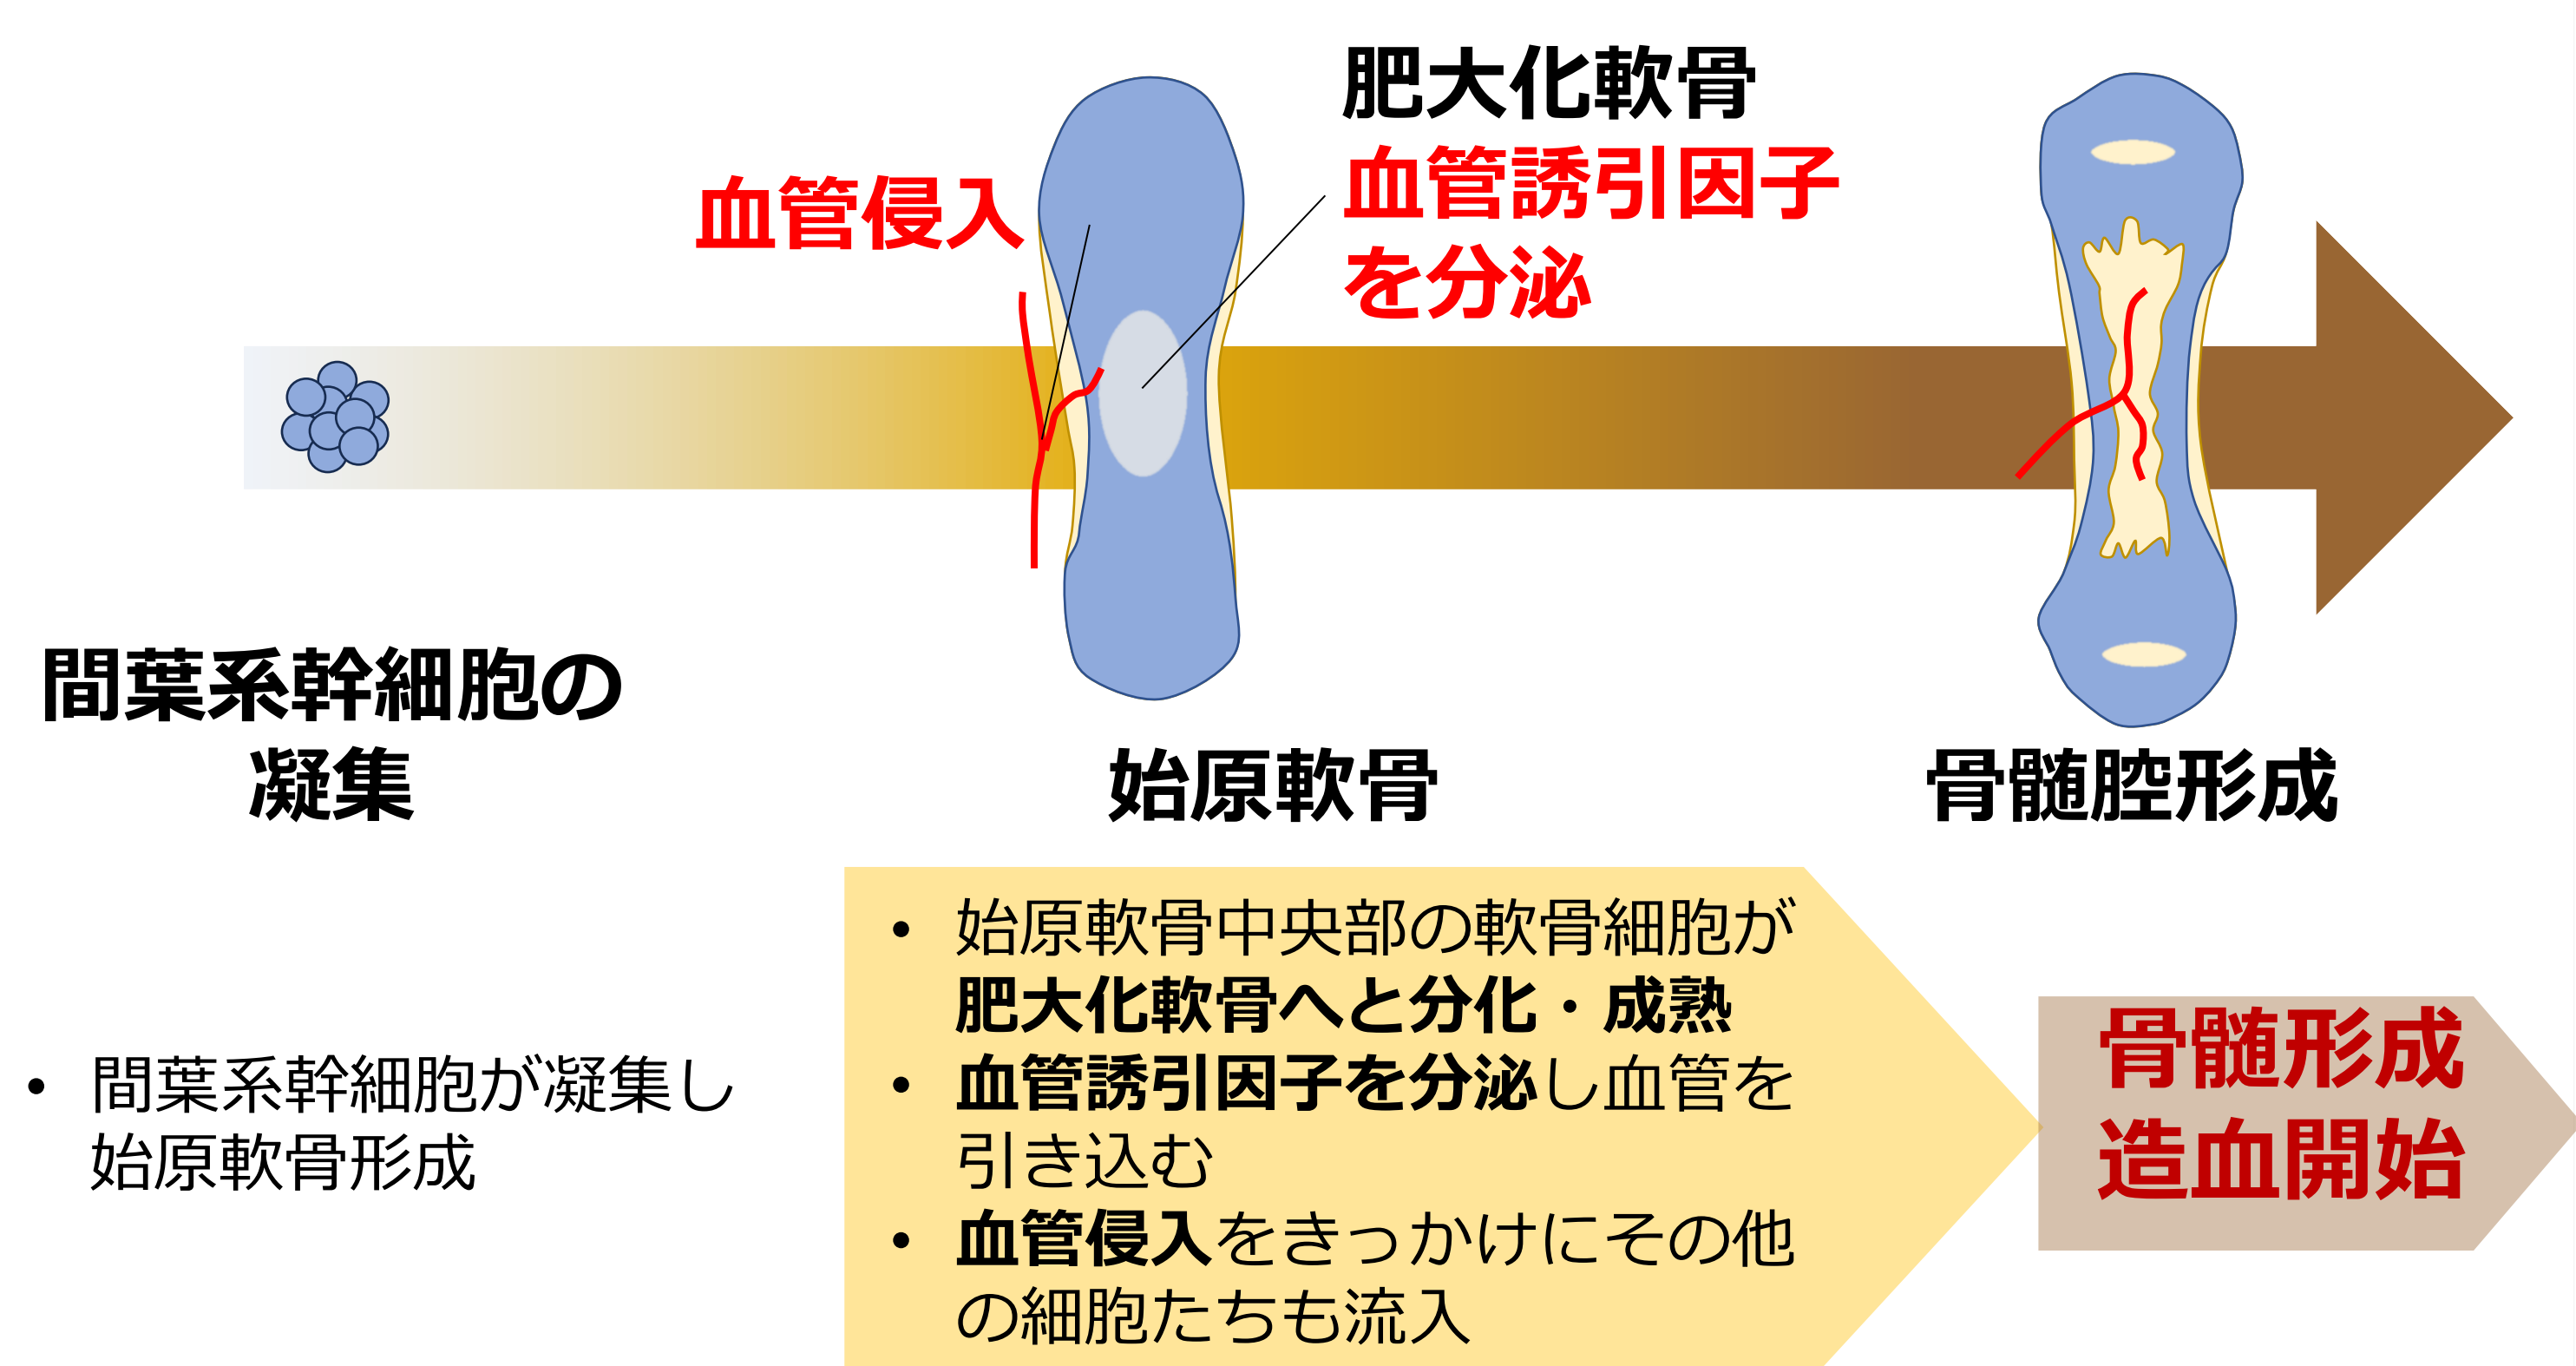 肥大化軟骨
血管誘引因子
を分泌
血管侵入
間葉系幹細胞の
凝集
始原軟骨
骨髄腔形成
• 間葉系幹細胞が凝集し
始原軟骨形成
• 始原軟骨中央部の軟骨細胞が
肥大化軟骨へと分化・成熟
• 血管誘引因子を分泌し血管を
引き込む
• 血管侵入をきっかけにその他
の細胞たちも流入
骨髄形成
造血開始